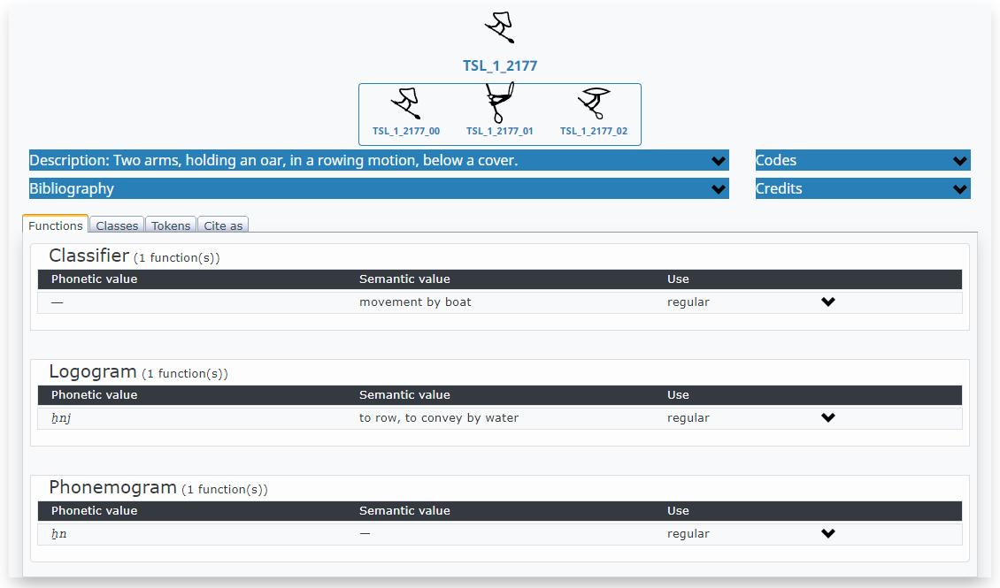 TSL_1_2177
TSL_1_2177_00 TSL_1_2177_01 TSL_1_2177_02
Description: Two arms, holding an oar, in a rowing motion, below a cover.
Codes
Bibliography
Credits
Functions Classes Tokens Cite as
Classifier (1 function(s))
Phonetic value Semantic value Use
— movement by boat regular
Logogram (1 function(s))
Phonetic value Semantic value Use
ẖnj to row, to convey by water regular
Phonemogram (1 function(s))
Phonetic value Semantic value Use
ẖn — regular